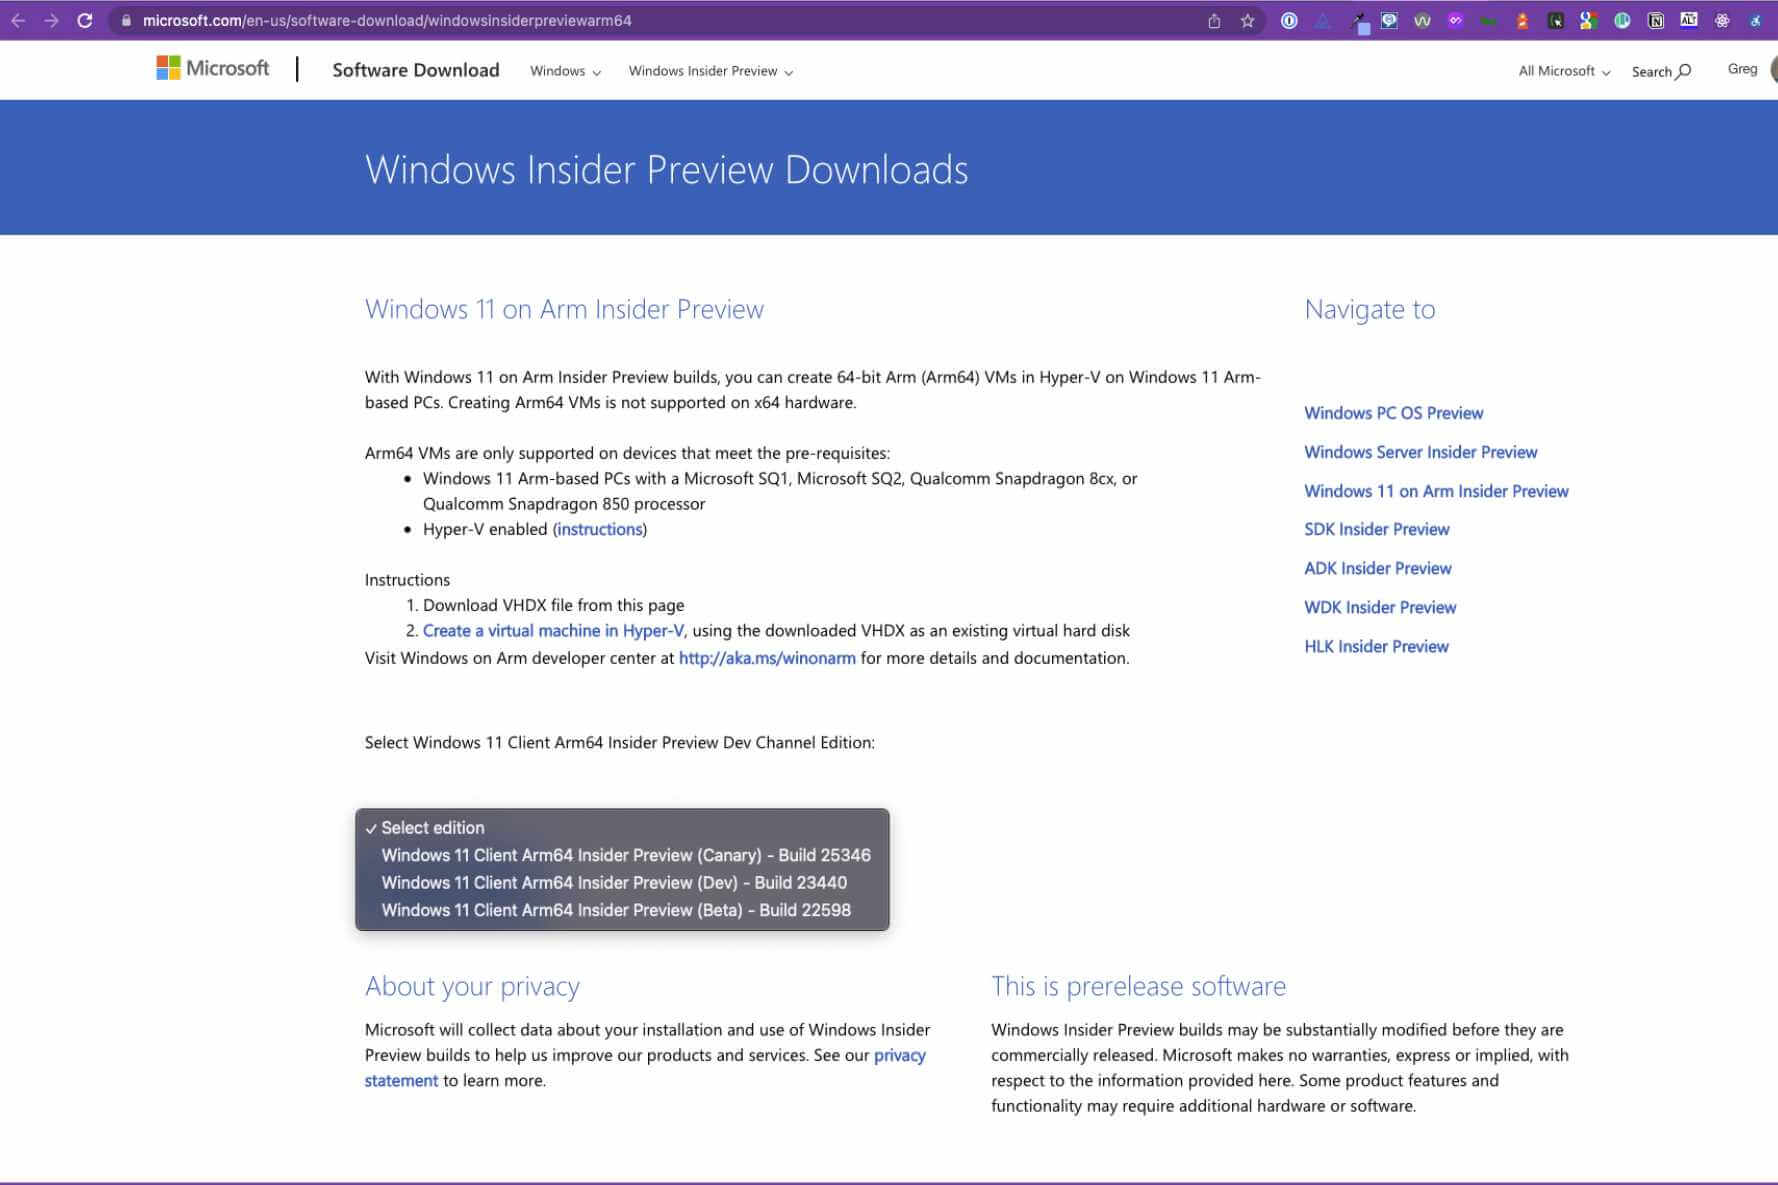 microsoft.com/en-us/software-download/windowsinsiderpreviewarm64
Microsoft
Software Download
Windows
Windows Insider Preview
All Microsoft
Search
Greg
Windows Insider Preview Downloads
Windows 11 on Arm Insider Preview
With Windows 11 on Arm Insider Preview builds, you can create 64-bit Arm (Arm64) VMs in Hyper-V on Windows 11 Arm-
based PCs. Creating Arm64 VMs is not supported on x64 hardware.
Arm64 VMs are only supported on devices that meet the pre-requisites:
• Windows 11 Arm-based PCs with a Microsoft SQ1, Microsoft SQ2, Qualcomm Snapdragon 8cx, or
Qualcomm Snapdragon 850 processor
• Hyper-V enabled (instructions)
Instructions
1. Download VHDX file from this page
2. Create a virtual machine in Hyper-V, using the downloaded VHDX as an existing virtual hard disk
Visit Windows on Arm developer center at http://aka.ms/winonarm for more details and documentation.
Select Windows 11 Client Arm64 Insider Preview Dev Channel Edition:
✓ Select edition
Windows 11 Client Arm64 Insider Preview (Canary) - Build 25346
Windows 11 Client Arm64 Insider Preview (Dev) - Build 23440
Windows 11 Client Arm64 Insider Preview (Beta) - Build 22598
Navigate to
Windows PC OS Preview
Windows Server Insider Preview
Windows 11 on Arm Insider Preview
SDK Insider Preview
ADK Insider Preview
WDK Insider Preview
HLK Insider Preview
About your privacy
Microsoft will collect data about your installation and use of Windows Insider
Preview builds to help us improve our products and services. See our privacy
statement to learn more.
This is prerelease software
Windows Insider Preview builds may be substantially modified before they are
commercially released. Microsoft makes no warranties, express or implied, with
respect to the information provided here. Some product features and
functionality may require additional hardware or software.